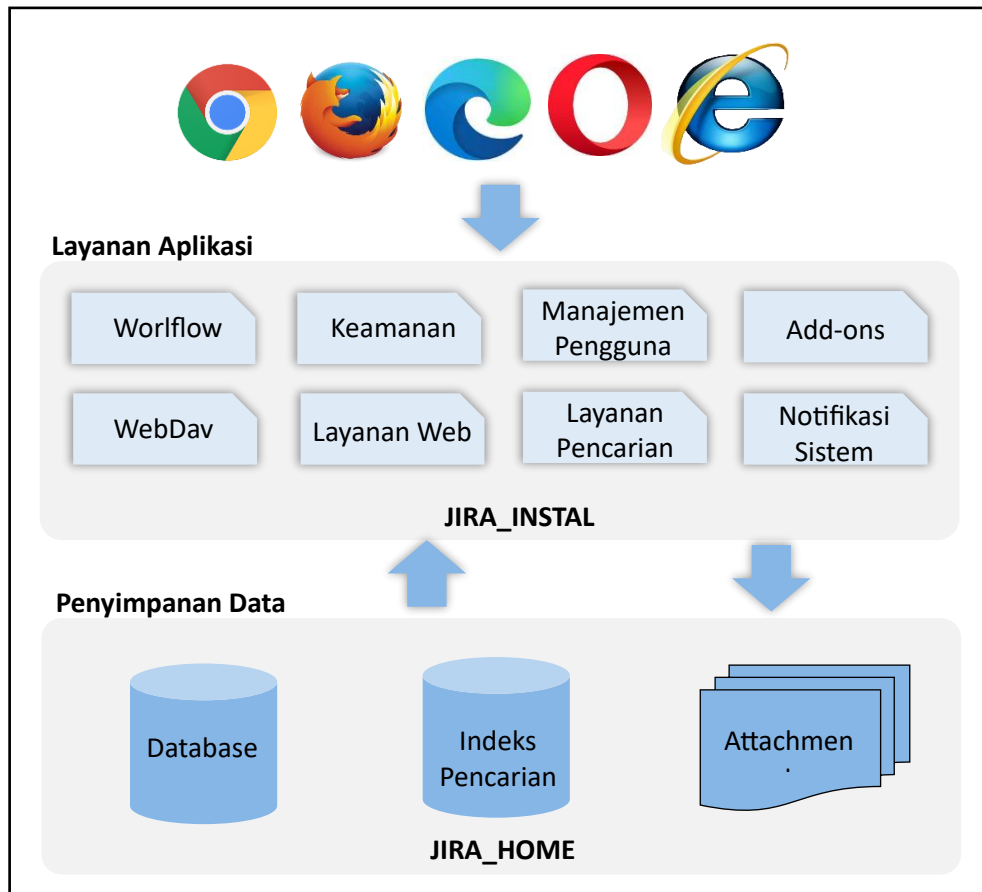 Layanan Aplikasi
Worlflow
Keamanan
Manajemen
Pengguna
Add-ons
WebDav
Layanan Web
Layanan
Pencarian
Notifikasi
Sistem
JIRA_INSTAL
Penyimpanan Data
Database
Indeks
Pencarian
Attachmen
.
JIRA_HOME